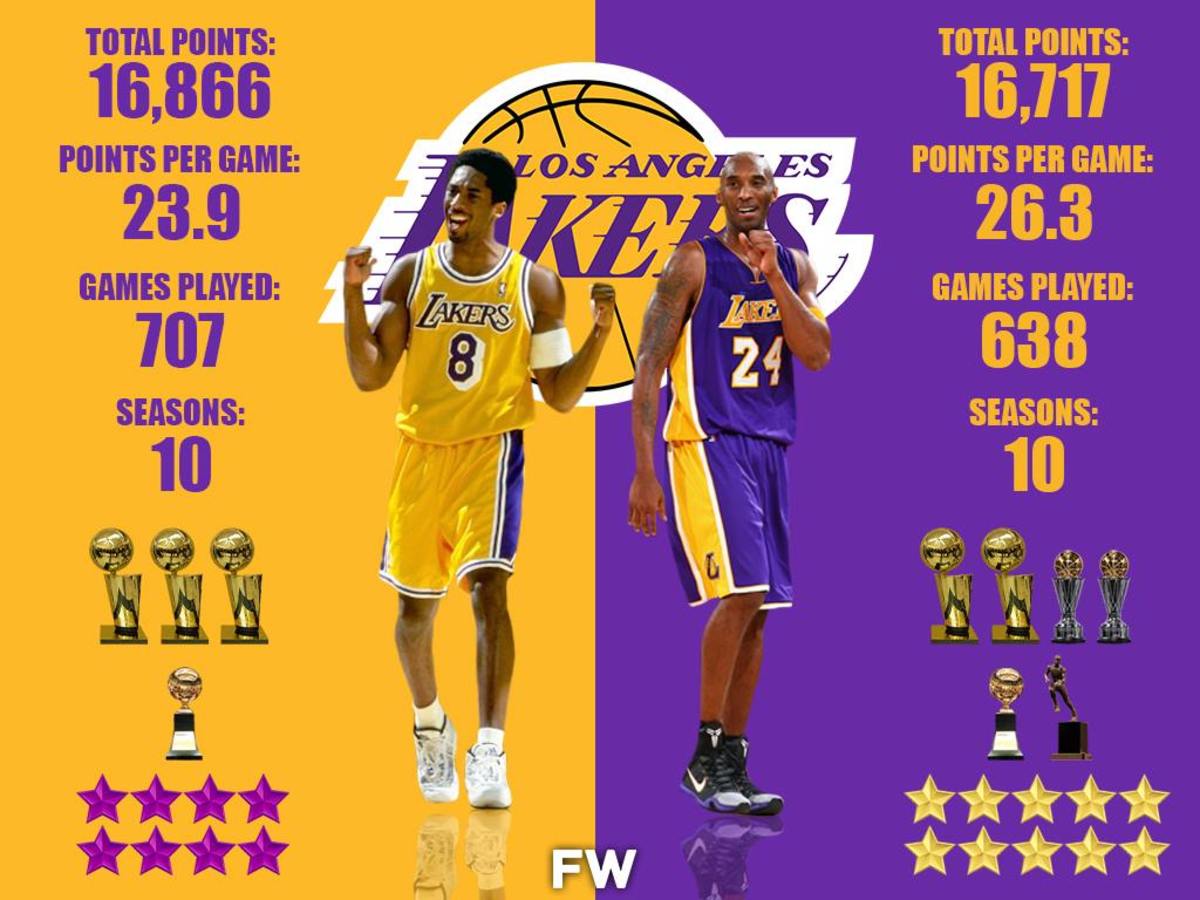 TOTAL POINTS:
16,866
POINTS PER GAME:
23.9
GAMES PLAYED:
707
SEASONS:
10
LOS ANGELES
LAKERS
LAKERS
8
LAKE
24
TOTAL POINTS:
16,717
POINTS PER GAME:
26.3
GAMES PLAYED:
638
SEASONS:
10
FW